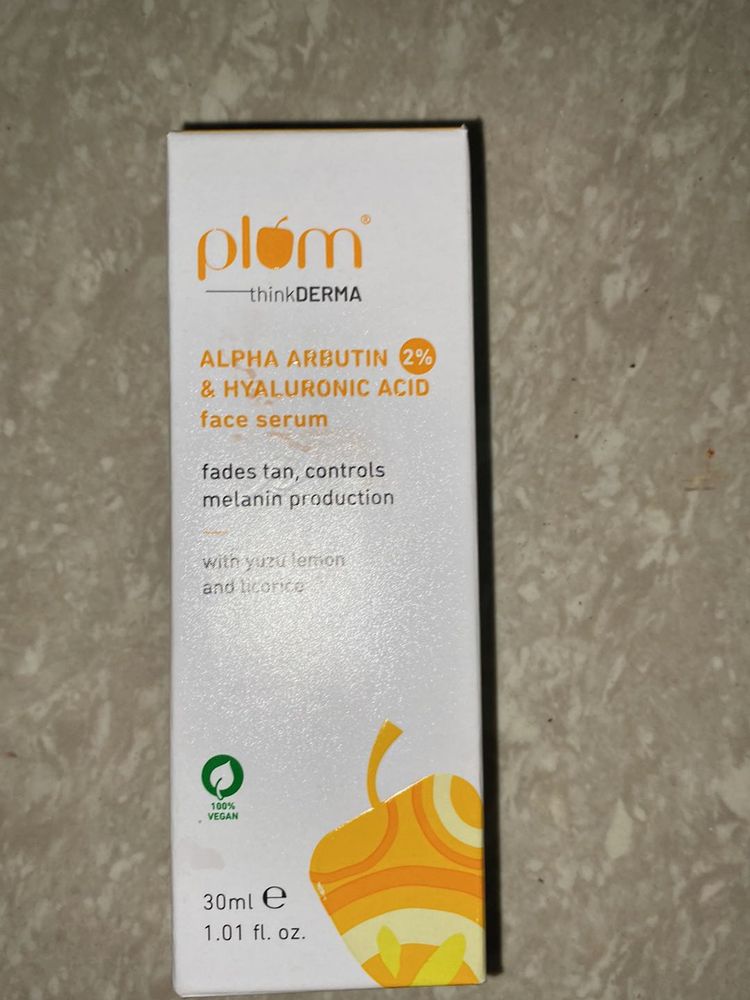 plum®
thinkDERMA
ALPHA ARBUTIN 2%
& HYALURONIC ACID
face serum
fades tan, controls
melanin production
with yuzu lemon
and licorice
100%
VEGAN
30ml e
1.01 fl. oz.